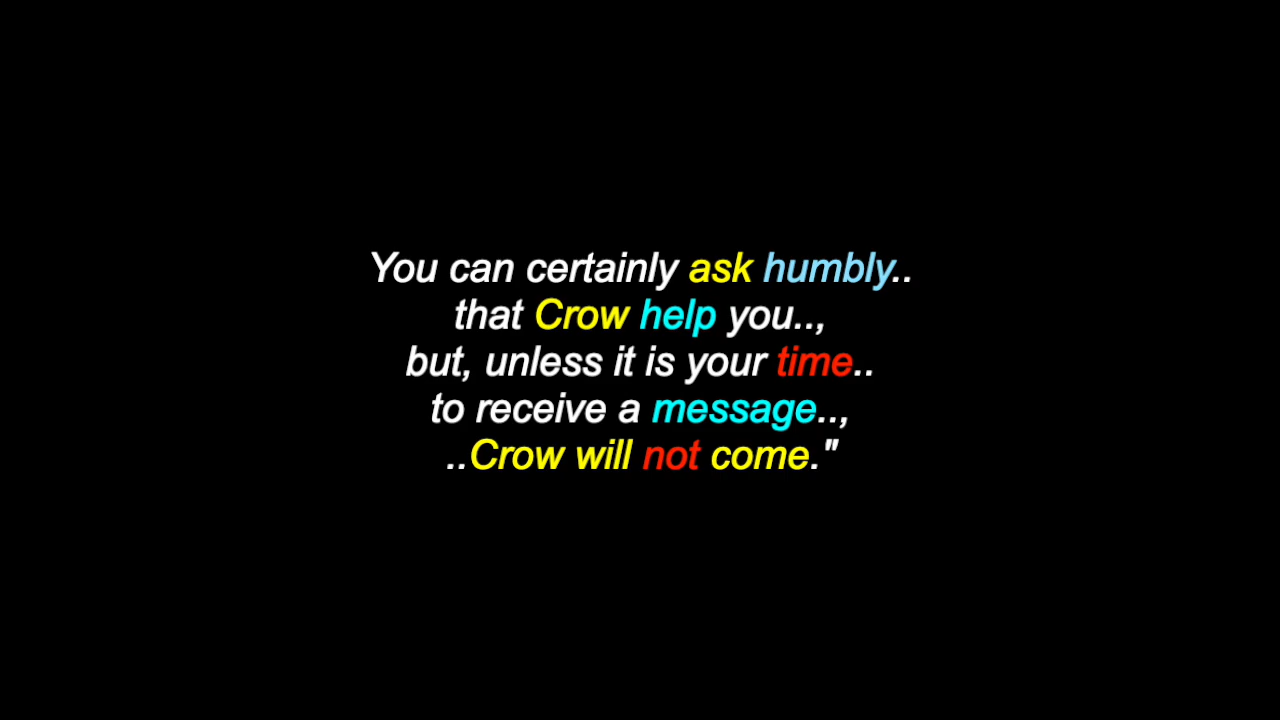 You can certainly ask humbly..
that Crow help you..,
but, unless it is your time..
to receive a message..,
..Crow will not come."